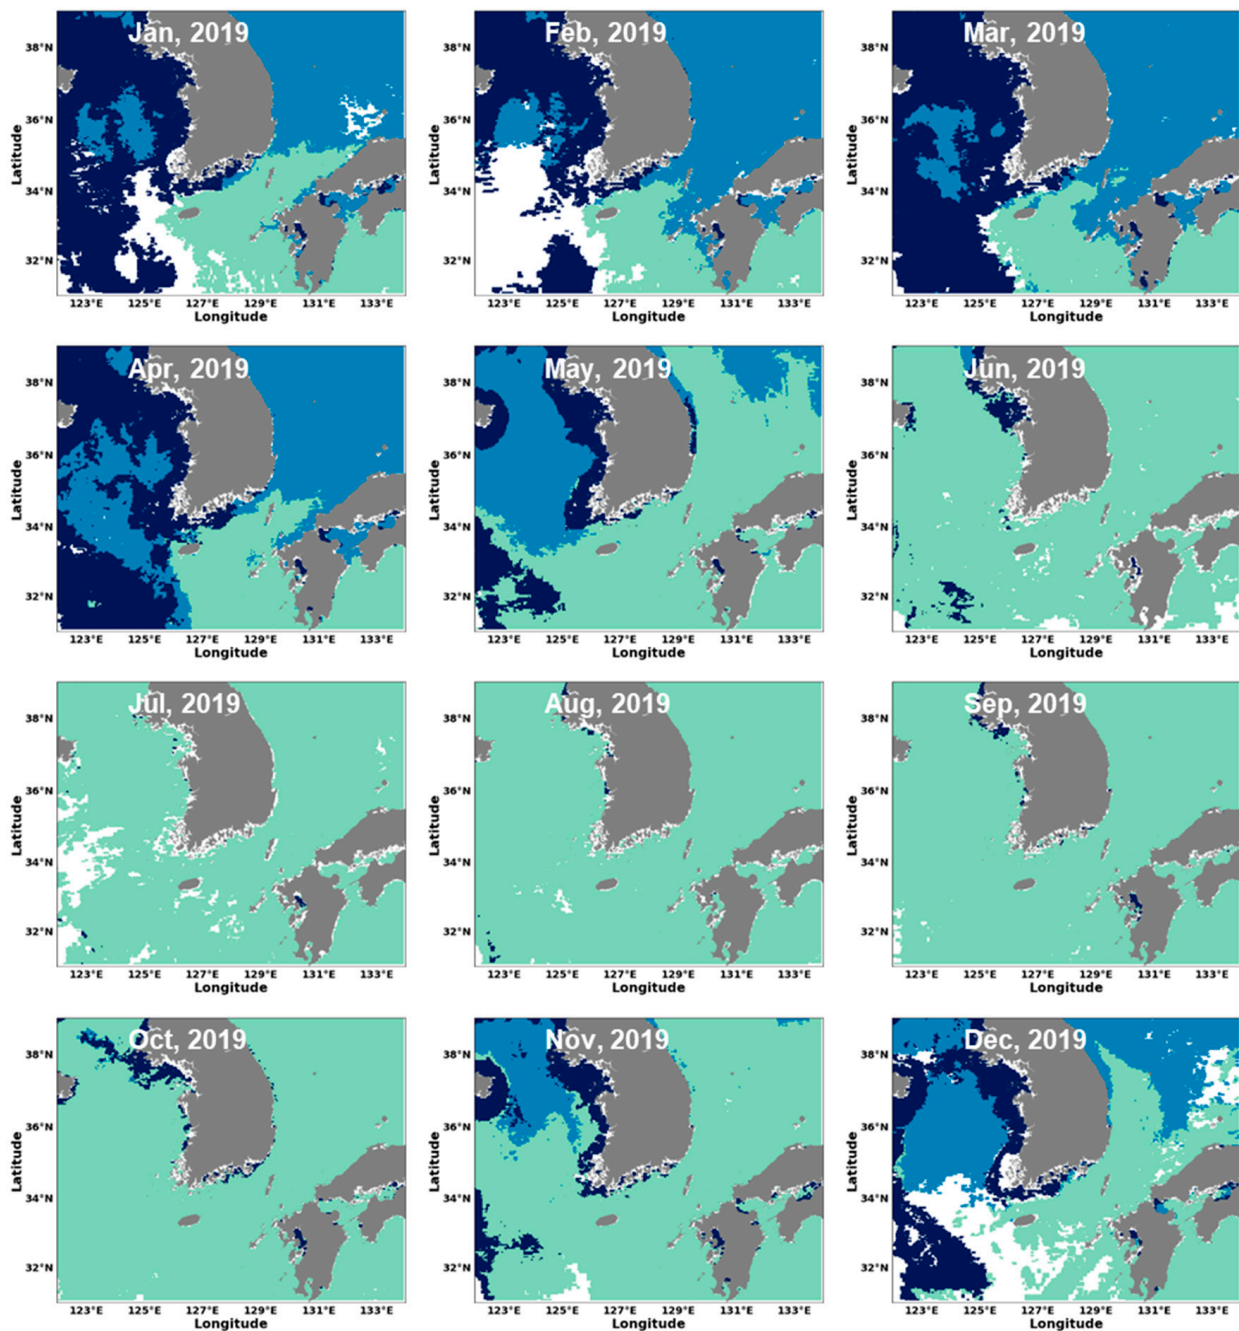 Jan, 2019
Feb, 2019
Mar, 2019
38°N
36°N
34°N
32°N
Latitude
123°E 125°E 127°E 129°E 131°E 133°E
Longitude
38°N
36°N
34°N
32°N
Latitude
123°E 125°E 127°E 129°E 131°E 133°E
Longitude
38°N
36°N
34°N
32°N
Latitude
123°E 125°E 127°E 129°E 131°E 133°E
Longitude
Apr, 2019
May, 2019
Jun, 2019
38°N
36°N
34°N
32°N
Latitude
123°E 125°E 127°E 129°E 131°E 133°E
Longitude
38°N
36°N
34°N
32°N
Latitude
123°E 125°E 127°E 129°E 131°E 133°E
Longitude
38°N
36°N
34°N
32°N
Latitude
123°E 125°E 127°E 129°E 131°E 133°E
Longitude
Jul, 2019
Aug, 2019
Sep, 2019
38°N
36°N
34°N
32°N
Latitude
123°E 125°E 127°E 129°E 131°E 133°E
Longitude
38°N
36°N
34°N
32°N
Latitude
123°E 125°E 127°E 129°E 131°E 133°E
Longitude
38°N
36°N
34°N
32°N
Latitude
123°E 125°E 127°E 129°E 131°E 133°E
Longitude
Oct, 2019
Nov, 2019
Dec, 2019
38°N
36°N
34°N
32°N
Latitude
123°E 125°E 127°E 129°E 131°E 133°E
Longitude
38°N
36°N
34°N
32°N
Latitude
123°E 125°E 127°E 129°E 131°E 133°E
Longitude
38°N
36°N
34°N
32°N
Latitude
123°E 125°E 127°E 129°E 131°E 133°E
Longitude